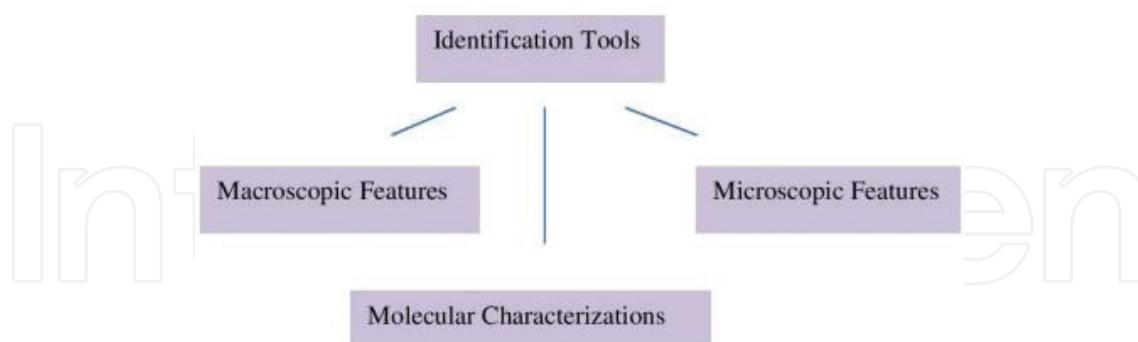 Identification Tools
Macroscopic Features
Microscopic Features
Molecular Characterizations